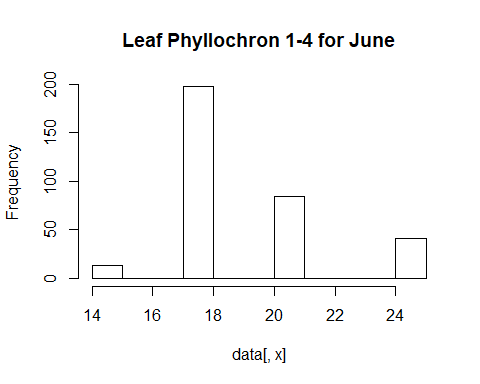 Leaf Phyllochron 1-4 for June
Frequency
200
150
100
50
0
14 16 18 20 22 24
data[, x]